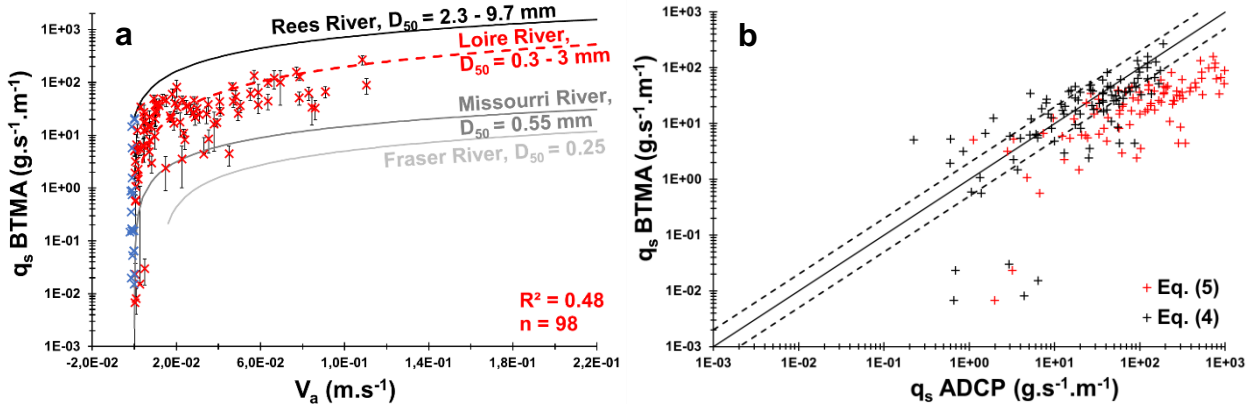 a
Rees River, D50 = 2.3 - 9.7 mm
Loire River,
D50 = 0.3 - 3 mm
Missourri River,
D50 = 0.55 mm
Fraser River, D50 = 0.25
R² = 0.48
n = 98
qs BTMA (g.s-1.m-1)
1E+03
1E+02
1E+01
1E+00
1E-01
1E-02
1E-03
-2,0E-02
2,0E-02
6,0E-02
1,0E-01
1,4E-01
1,8E-01
2,2E-01
Va (m.s-1)
b
qs BTMA (g.s-1.m-1)
1E+03
1E+02
1E+01
1E+00
1E-01
1E-02
1E-03
Eq. (5)
Eq. (4)
1E-03
1E-02
1E-01
1E+00
1E+01
1E+02
1E+03
qs ADCP (g.s-1.m-1)